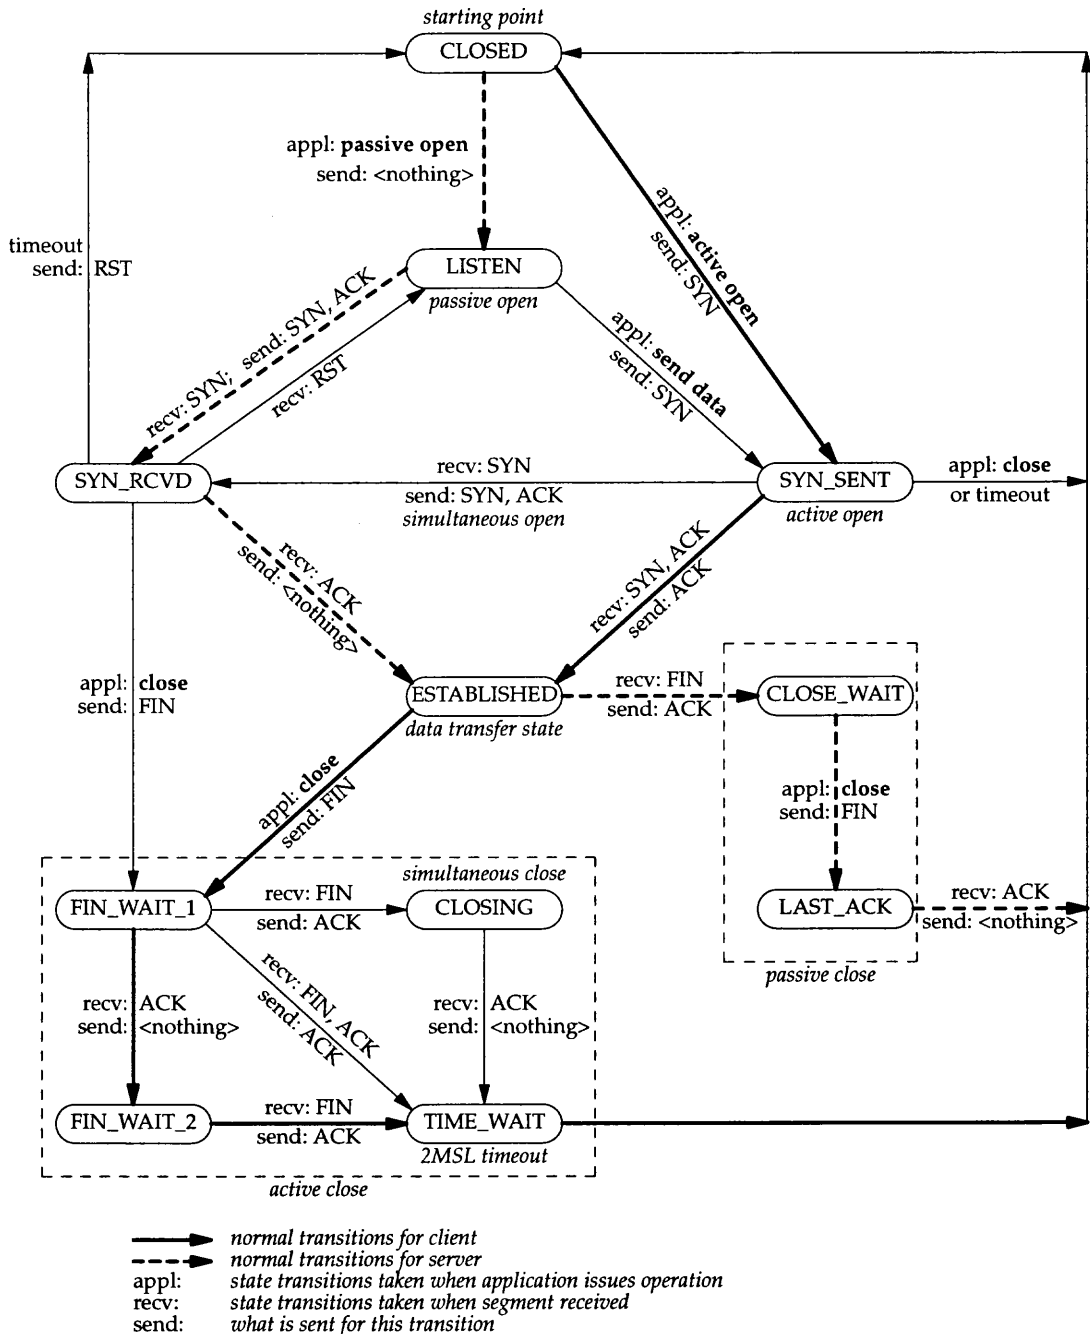 starting point
CLOSED
appl: passive open
send: <nothing>
appl: active open
send: SYN
timeout
send: RST
LISTEN
passive open
recv: SYN; send: SYN, ACK
recv: RST
appl: send data
send: SYN
SYN_RCVD
recv: SYN
send: SYN, ACK
simultaneous open
SYN_SENT
active open
appl: close
or timeout
recv: ACK
send: <nothing>
recv: SYN, ACK
send: ACK
appl: close
send: FIN
ESTABLISHED
data transfer state
recv: FIN
send: ACK
CLOSE_WAIT
appl: close
send: FIN
appl: close
send: FIN
simultaneous close
FIN_WAIT_1
recv: FIN
send: ACK
CLOSING
LAST_ACK
recv: ACK
send: <nothing>
passive close
recv: ACK
send: <nothing>
recv: FIN, ACK
send: ACK
recv: ACK
send: <nothing>
FIN_WAIT_2
recv: FIN
send: ACK
TIME_WAIT
2MSL timeout
active close
normal transitions for client
normal transitions for server
appl: state transitions taken when application issues operation
recv: state transitions taken when segment received
send: what is sent for this transition